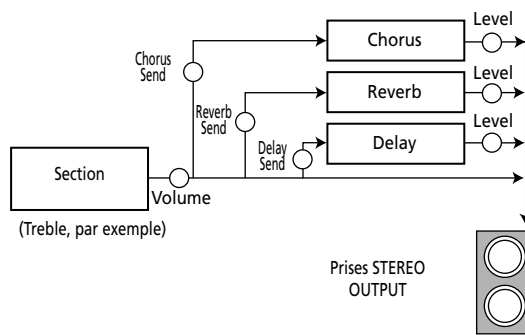 Level
Chorus
Chorus
Send
Level
Reverb
Reverb
Send
Level
Delay
Delay
Send
Section
Volume
(Treble, par exemple)
Prises STEREO
OUTPUT